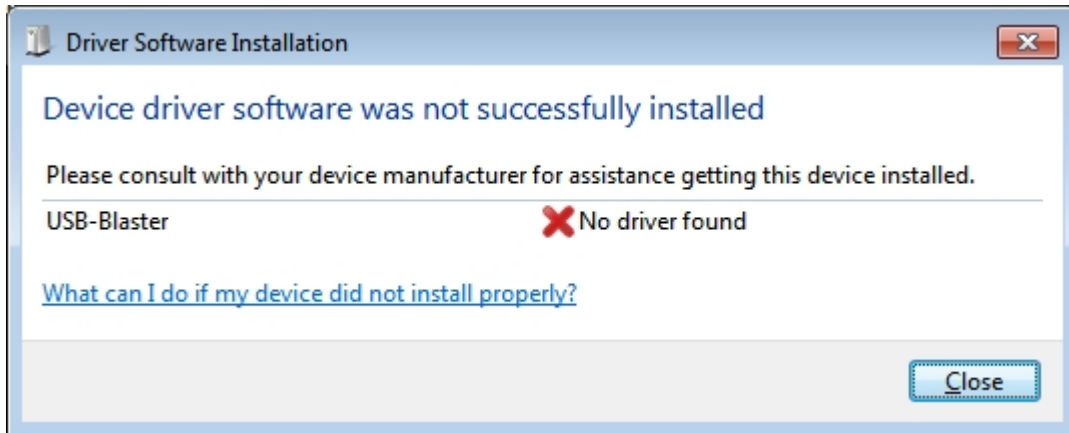 Driver Software Installation
Device driver software was not successfully installed
Please consult with your device manufacturer for assistance getting this device installed.
USB-Blaster No driver found
What can I do if my device did not install properly?
Close